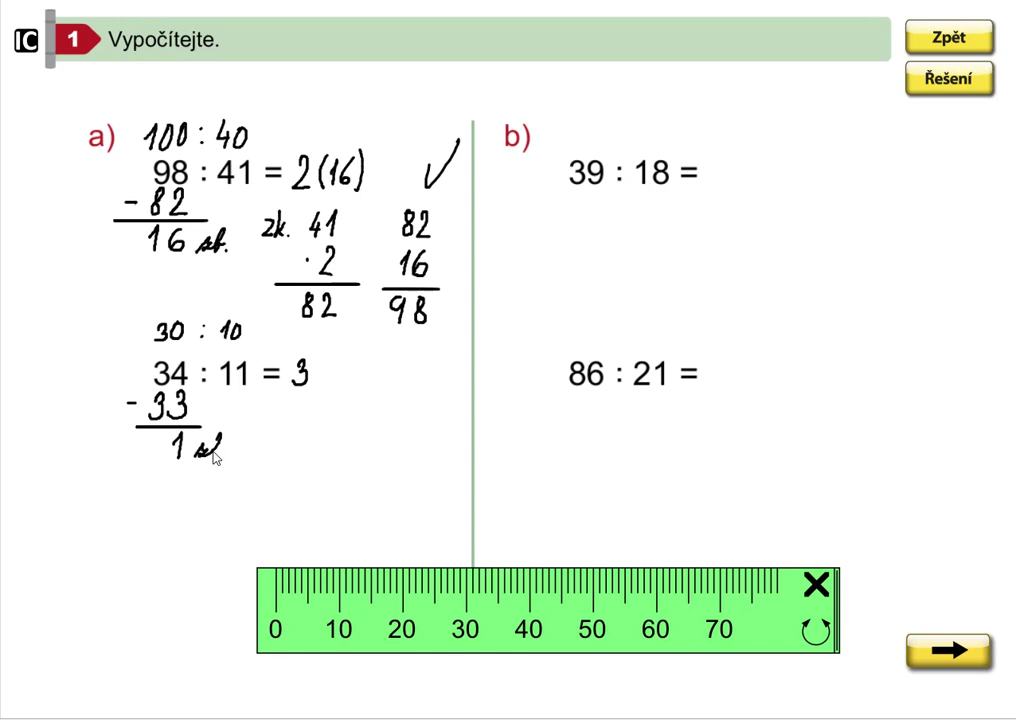 1 Vypočítejte.
Zpět
Řešení
a) 100 : 40
98 : 41 = 2 (16) ✓
- 82
16 zb.
zk. 41
· 2
82
82
16
98
30 : 10
34 : 11 = 3
- 33
1
b)
39 : 18 =
86 : 21 =
0 10 20 30 40 50 60 70